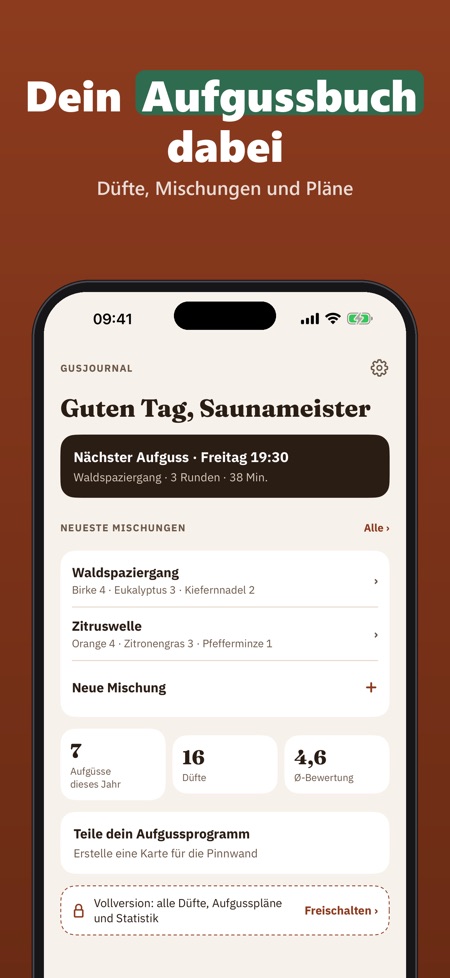 Dein Aufgussbuch
dabei
Düfte, Mischungen und Pläne
09:41
GUSJOURNAL
Guten Tag, Saunameister
Nächster Aufguss · Freitag 19:30
Waldspaziergang · 3 Runden · 38 Min.
NEUESTE MISCHUNGEN
Alle ›
Waldspaziergang
Birke 4 · Eukalyptus 3 · Kiefernnadel 2
Zitruswelle
Orange 4 · Zitronengras 3 · Pfefferminze 1
Neue Mischung
7
Aufgüsse
dieses Jahr
16
Düfte
4,6
Ø-Bewertung
Teile dein Aufgussprogramm
Erstelle eine Karte für die Pinnwand
Vollversion: alle Düfte, Aufgusspläne
und Statistik
Freischalten ›